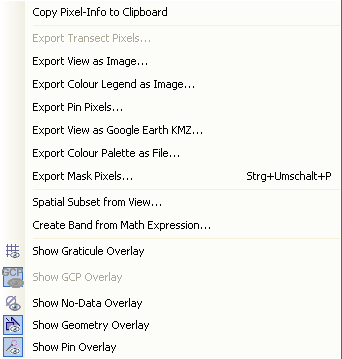 Copy Pixel-Info to Clipboard
Export Transect Pixels...
Export View as Image...
Export Colour Legend as Image...
Export Pin Pixels...
Export View as Google Earth KMZ...
Export Colour Palette as File...
Export Mask Pixels... Strg+Umschalt+P
Spatial Subset from View...
Create Band from Math Expression...
Show Graticule Overlay
GCP Show GCP Overlay
Show No-Data Overlay
Show Geometry Overlay
Show Pin Overlay